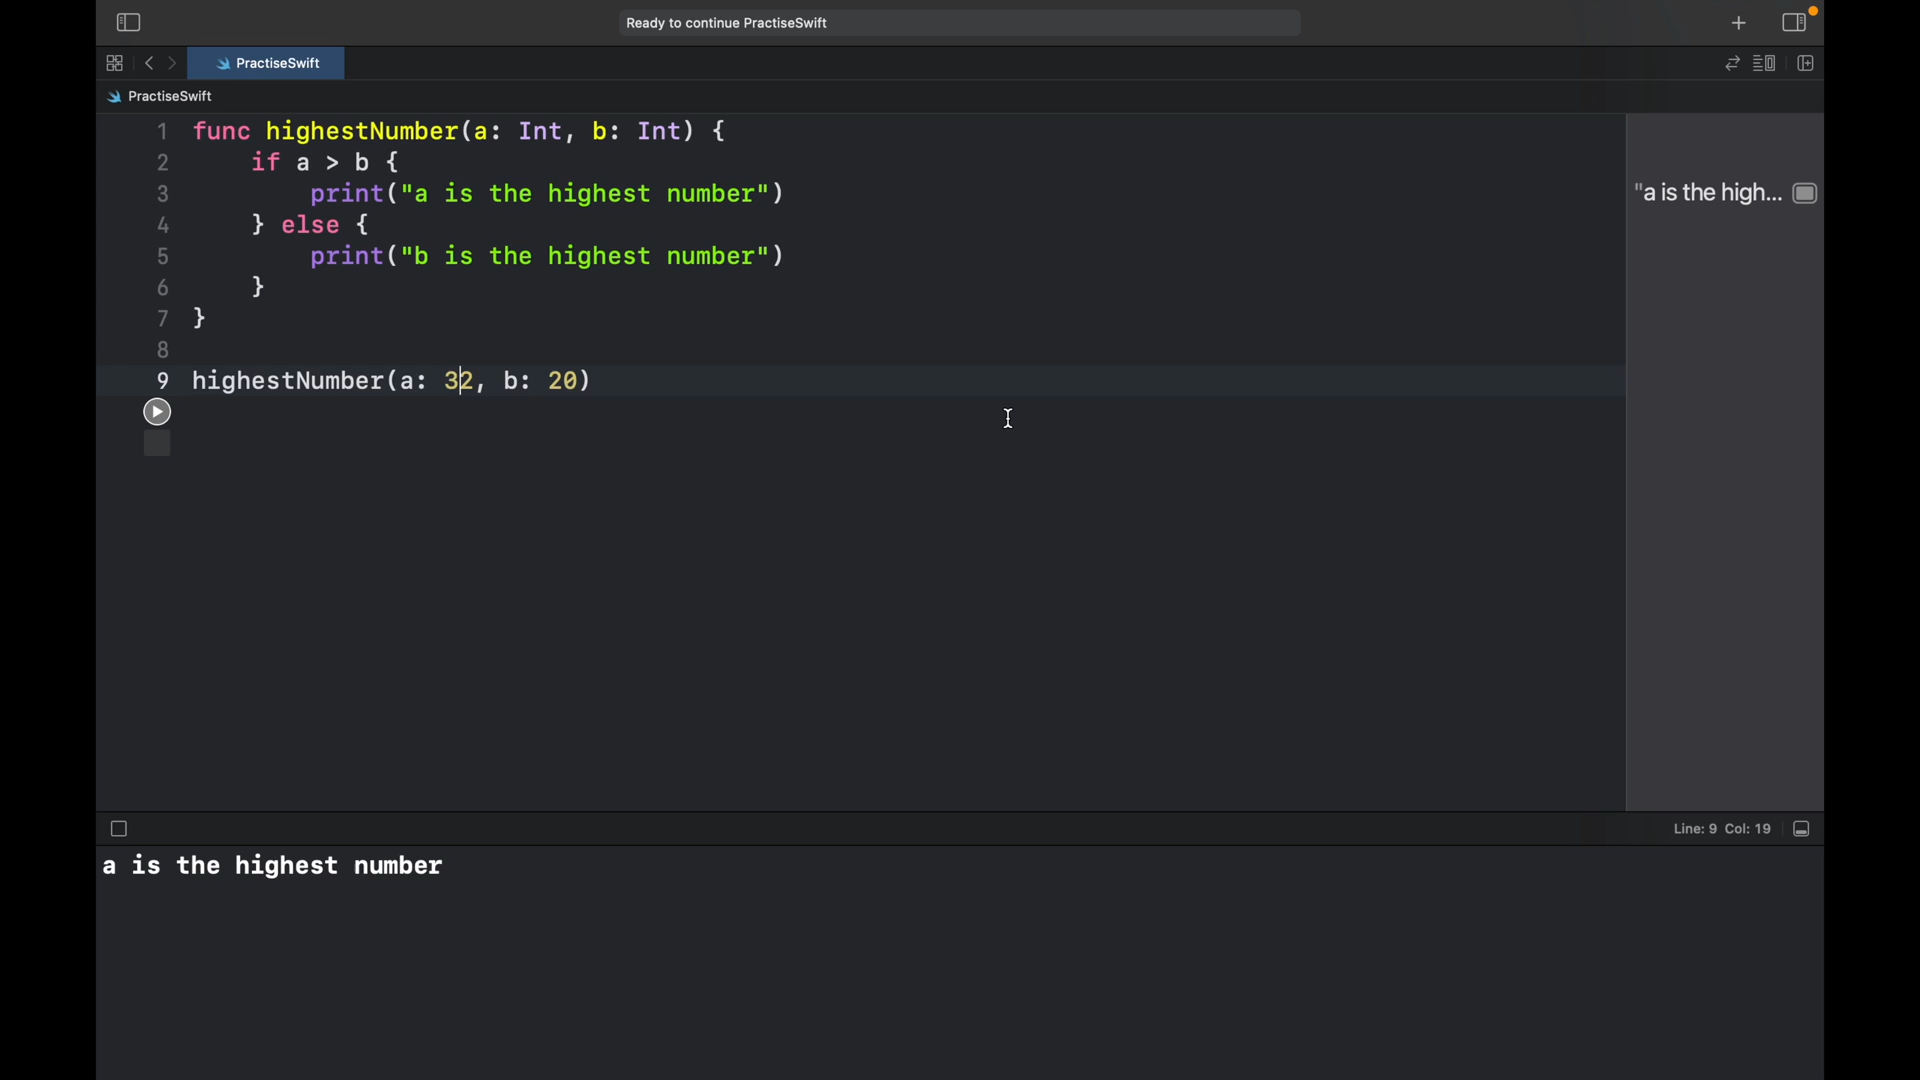 Ready to continue PractiseSwift
PractiseSwift
PractiseSwift
1 func highestNumber(a: Int, b: Int) {
2     if a > b {
3         print("a is the highest number")
4     } else {
5         print("b is the highest number")
6     }
7 }
8
9 highestNumber(a: 32, b: 20)
"a is the high...
Line: 9 Col: 19
a is the highest number